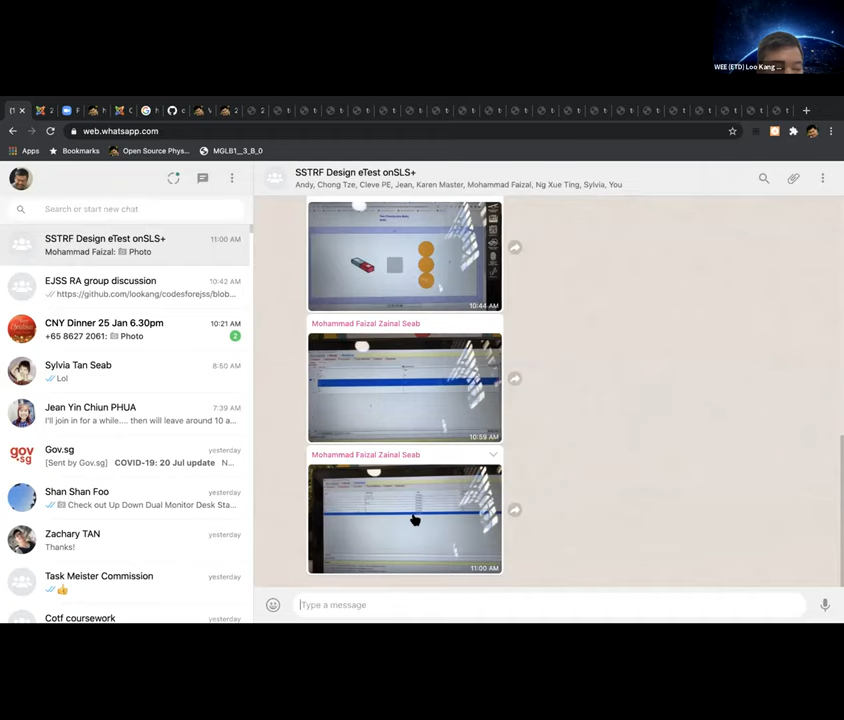 WEE (ETD) Loo Kang ...
web.whatsapp.com
Apps
Bookmarks
Open Source Phys...
MGLB1__3_B_0
SSTRF Design eTest onSLS+
Andy, Chong Tze, Cleve PE, Jean, Karen Master, Mohammad Faizal, Ng Xue Ting, Sylvia, You
Search or start new chat
SSTRF Design eTest onSLS+ 11:00 AM
Mohammad Faizal: Photo
EJSS RA group discussion 10:42 AM
https://github.com/lookang/codesforejss/blob...
CNY Dinner 25 Jan 6.30pm 10:21 AM
+65 8627 2061: Photo 2
Sylvia Tan Seab 8:50 AM
Lol
Jean Yin Chiun PHUA 7:39 AM
I'll join in for a while.... then will leave around 10 a...
Gov.sg yesterday
[Sent by Gov.sg] COVID-19: 20 Jul update N...
Shan Shan Foo yesterday
Check out Up Down Dual Monitor Desk Sta...
Zachary TAN yesterday
Thanks!
Task Meister Commission yesterday
Cotf coursework yesterday
10:44 AM
Mohammad Faizal Zainal Seab
10:59 AM
Mohammad Faizal Zainal Seab
11:00 AM
Type a message